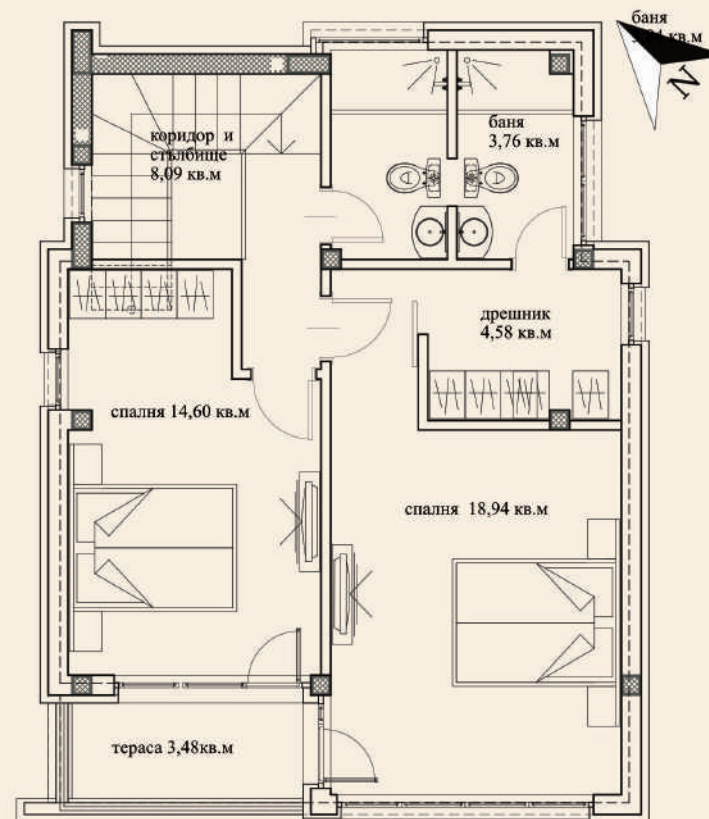 баня
кв.м
N
коридор и
стълбище
8,09 кв.м
баня
3,76 кв.м
дрешник
4,58 кв.м
спалня 14,60 кв.м
спалня 18,94 кв.м
тераса 3,48кв.м